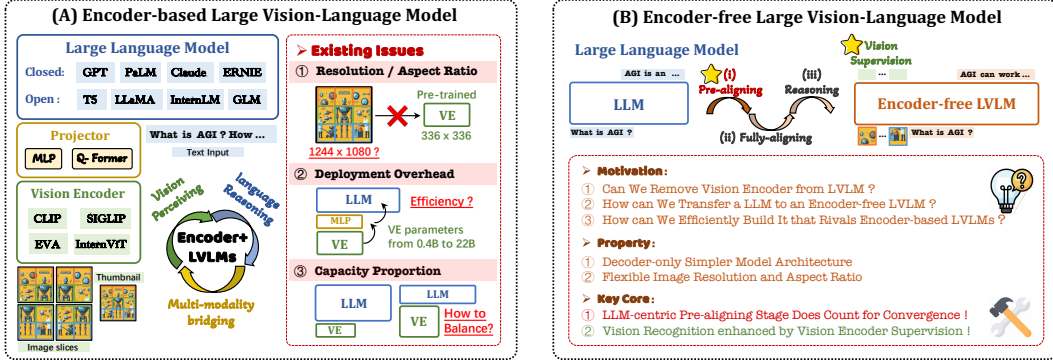 (A) Encoder-based Large Vision-Language Model
Large Language Model
Closed: GPT PaLM Claude ERNIE
Open : T5 LLaMA InternLM GLM
Projector
MLP Q- Former
What is AGI ? How ...
Text Input
Vision Encoder
CLIP SIGLIP
EVA InternViT
Vision Perceiving
language Reasoning
Encoder+
LVLMs
Multi-modality
bridging
Thumbnail
Image slices
➤ Existing Issues
① Resolution / Aspect Ratio
Pre-trained
VE
336 x 336
1244 x 1080 ?
② Deployment Overhead
LLM
Efficiency ?
MLP
VE
VE parameters
from 0.4B to 22B
③ Capacity Proportion
LLM
LLM
VE
VE
How to
Balance?
(B) Encoder-free Large Vision-Language Model
Large Language Model
Vision
Supervision
... ...
AGI is an ...
(i)
Pre-aligning
(iii)
Reasoning
AGI can work ...
LLM
Encoder-free LVLM
(ii) Fully-aligning
What is AGI ?
... What is AGI ?
➤ Motivation:
① Can We Remove Vision Encoder from LVLM ?
② How can We Transfer a LLM to an Encoder-free LVLM ?
③ How can We Efficiently Build It that Rivals Encoder-based LVLMs ?
➤ Property:
① Decoder-only Simpler Model Architecture
② Flexible Image Resolution and Aspect Ratio
➤ Key Core:
① LLM-centric Pre-aligning Stage Does Count for Convergence !
② Vision Recognition enhanced by Vision Encoder Supervision !